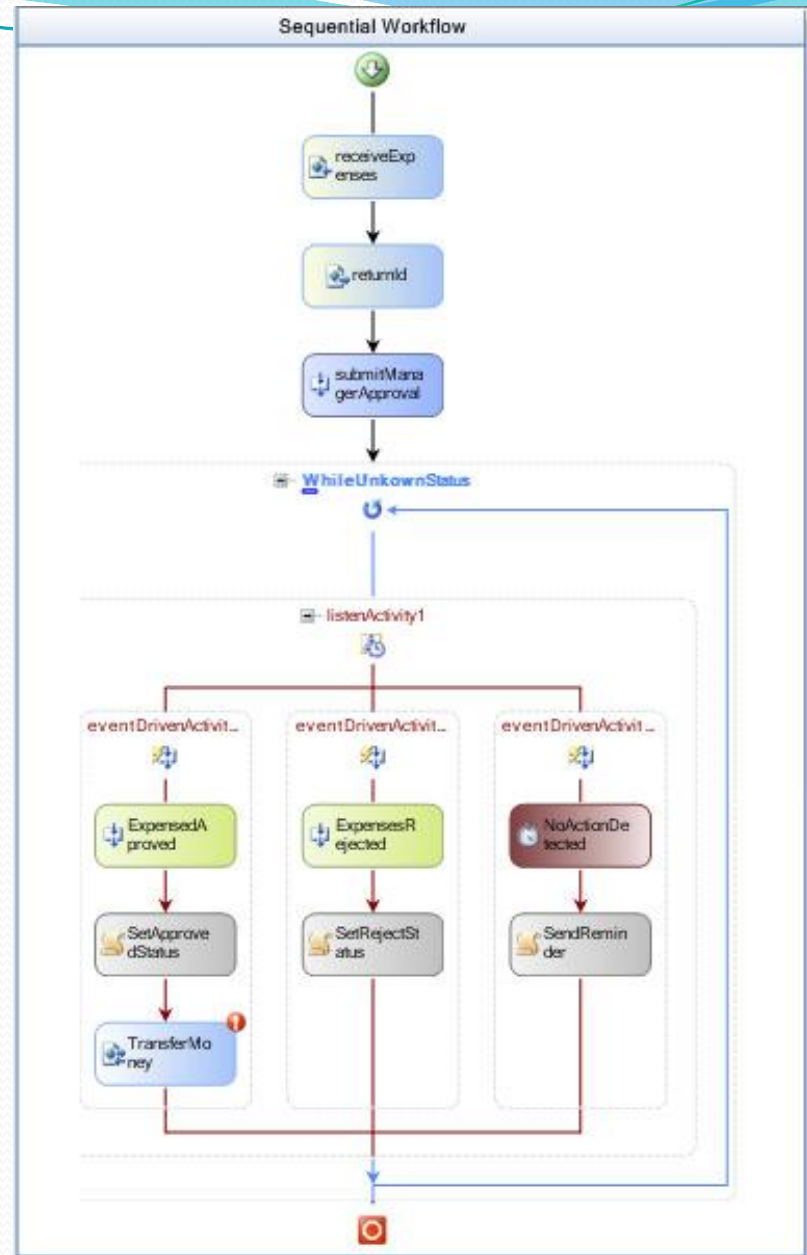 Sequential Workflow
receiveExp
enses
returnId
submitMana
gerApproval
WhileUnkownStatus
listenActivity1
eventDrivenActivit...
eventDrivenActivit...
eventDrivenActivit...
ExpensedA
proved
ExpensesR
ejected
NoActionDe
tected
SetApprove
dStatus
SetRejectSt
atus
SendRemin
der
TransferMo
ney